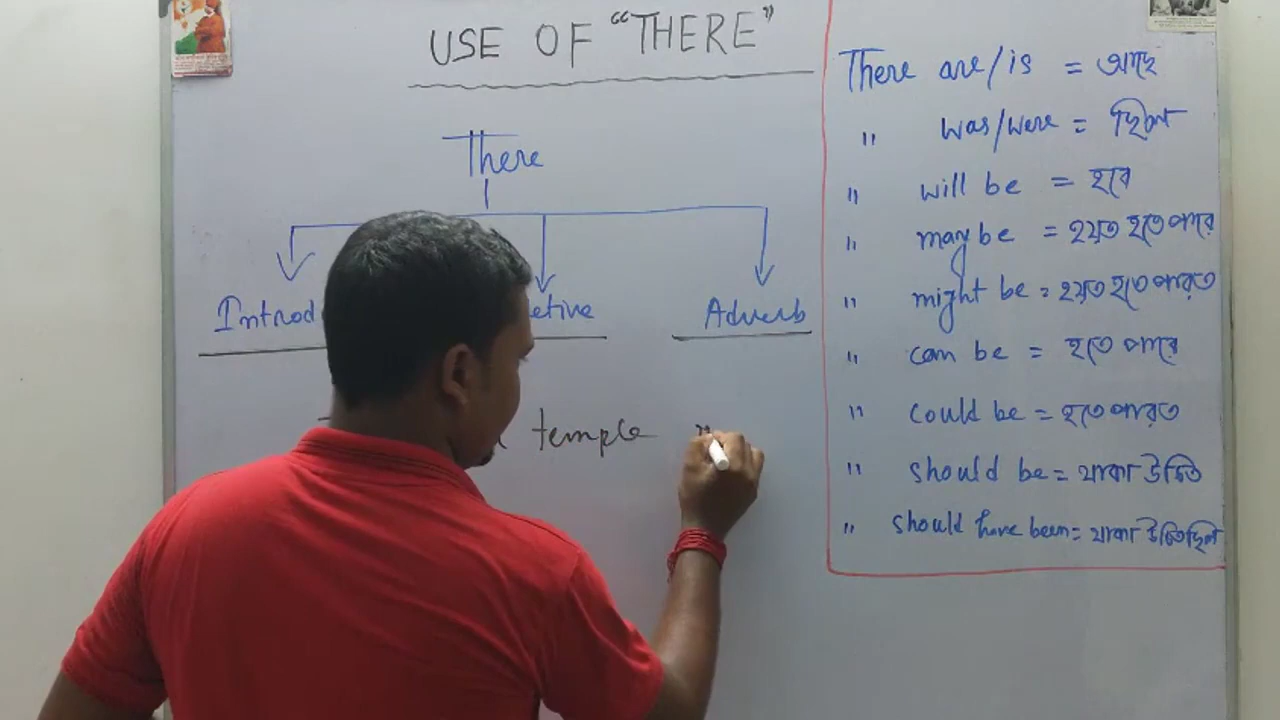 USE OF “THERE”
There
Introd etive Adverb
temple
There are/is = আছে
" was/were = ছিল
" will be = হবে
" may be = হয়ত হতে পারে
" might be = হয়ত হতে পারত
" can be = হতে পারে
" could be = হতে পারত
" should be = থাকা উচিত
" should have been = থাকা উচিত ছিল